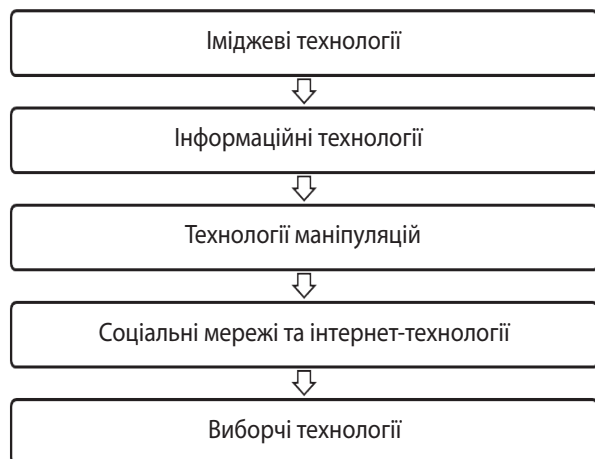 Іміджеві технології
Інформаційні технології
Технології маніпуляцій
Соціальні мережі та інтернет-технології
Виборчі технології